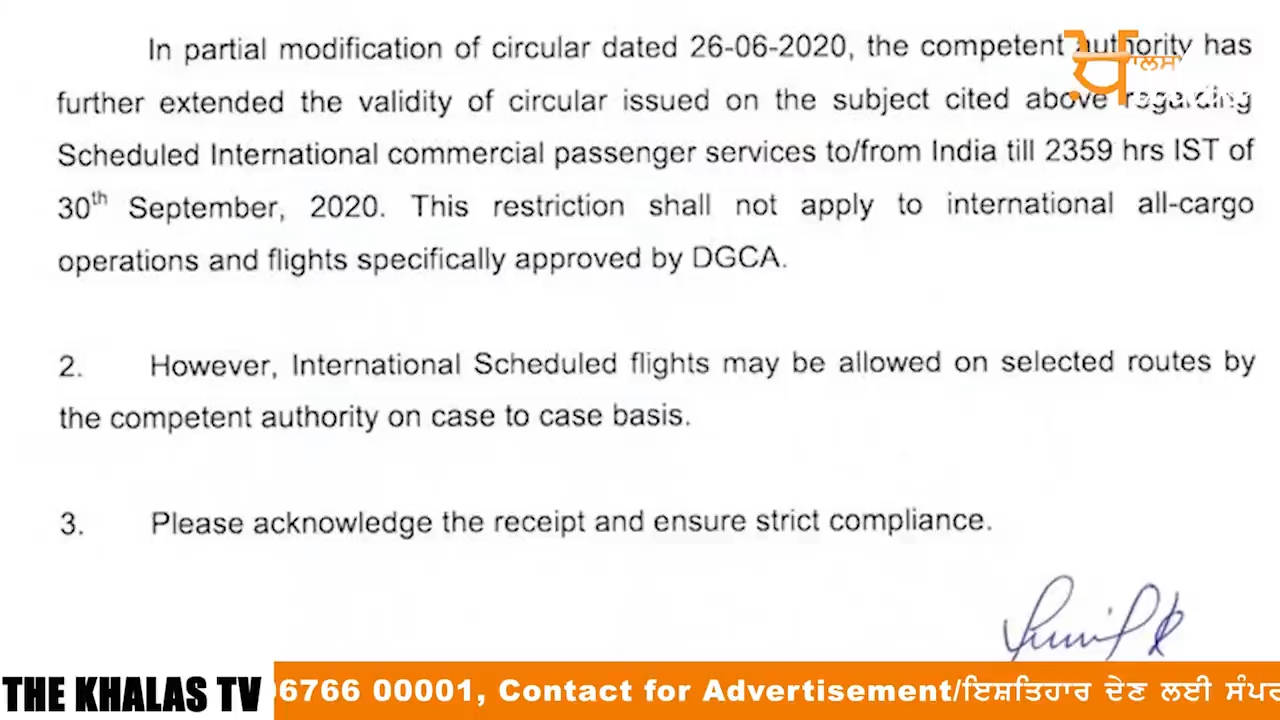 In partial modification of circular dated 26-06-2020, the competent authority has
further extended the validity of circular issued on the subject cited above regarding
Scheduled International commercial passenger services to/from India till 2359 hrs IST of
30th September, 2020. This restriction shall not apply to international all-cargo
operations and flights specifically approved by DGCA.
2. However, International Scheduled flights may be allowed on selected routes by
the competent authority on case to case basis.
3. Please acknowledge the receipt and ensure strict compliance.
THE KHALAS TV
06766 00001, Contact for Advertisement/ਇਸ਼ਤਿਹਾਰ ਦੇਣ ਲਈ ਸੰਪਰ